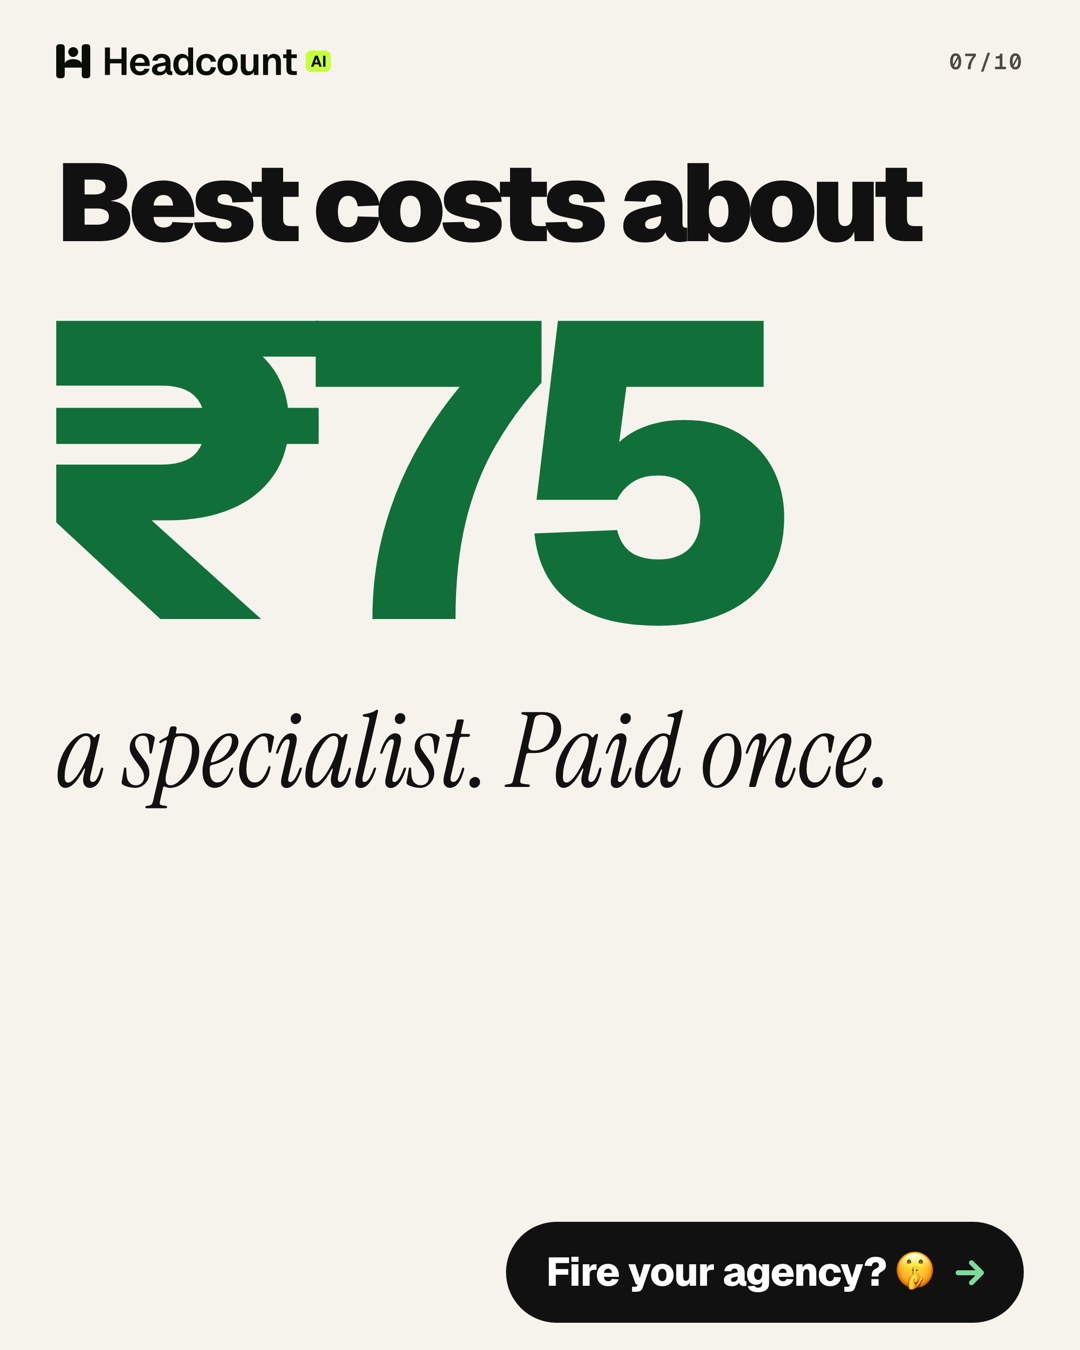 Headcount AI
07/10
Best costs about
₹75
a specialist. Paid once.
Fire your agency? 🤫 →